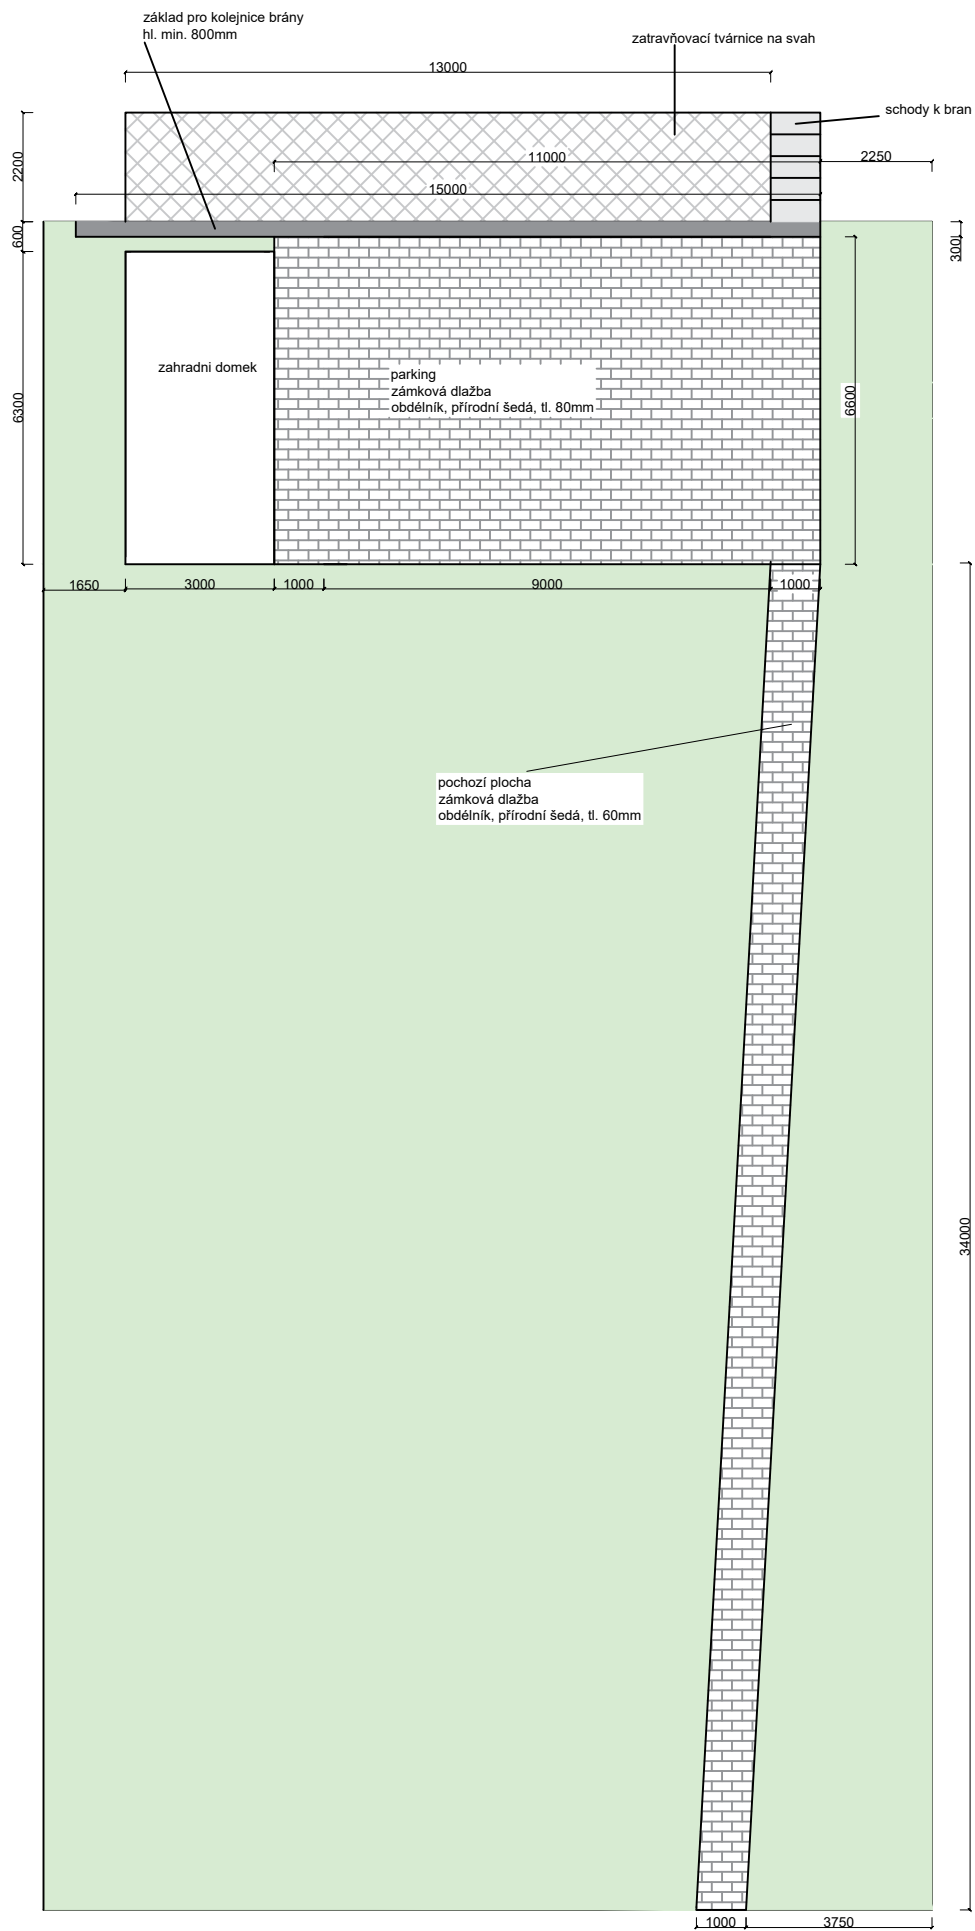 základ pro kolejnice brány
hl. min. 800mm
zatravňovací tvárnice na svah
13000
schody k bran
2200
11000
2250
15000
600
300
zahradni domek
parking
zámková dlažba
obdélník, přírodní šedá, tl. 80mm
6300
6600
1650
3000
1000
9000
1000
pochozí plocha
zámková dlažba
obdélník, přírodní šedá, tl. 60mm
34000
1000
3750